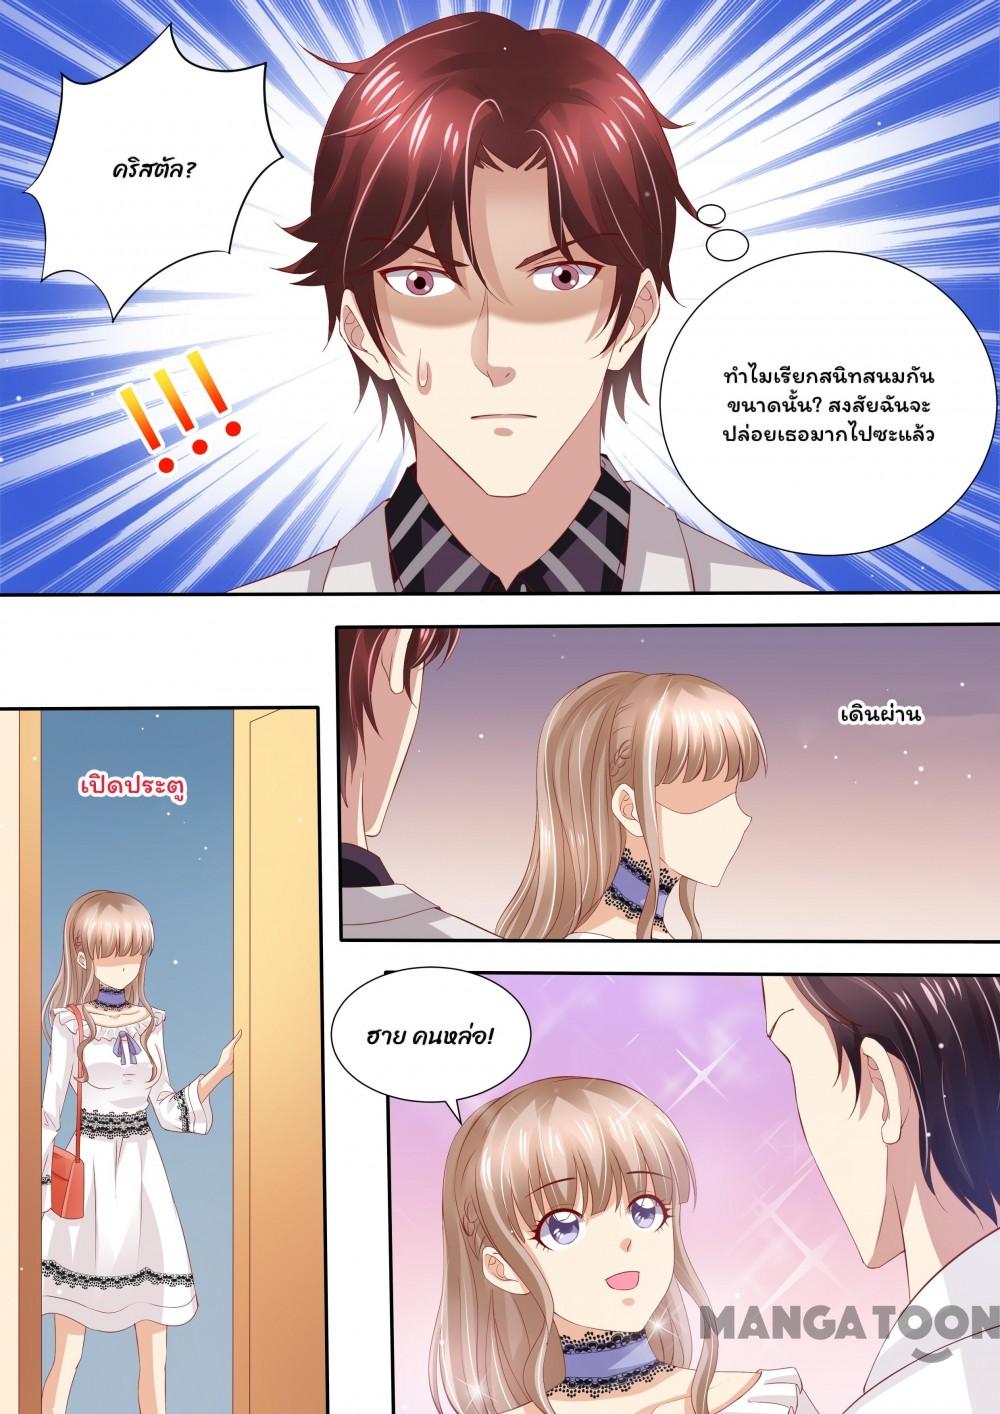 คริสตัล?
!!
ทำไมเรียกสนิทสนมกัน
ขนาดนั้น? สงสัยฉันจะ
ปล่อยเธอมากไปซะแล้ว
เปิดประตู
เดินผ่าน
ฮาย คนหล่อ!
MANGATOON